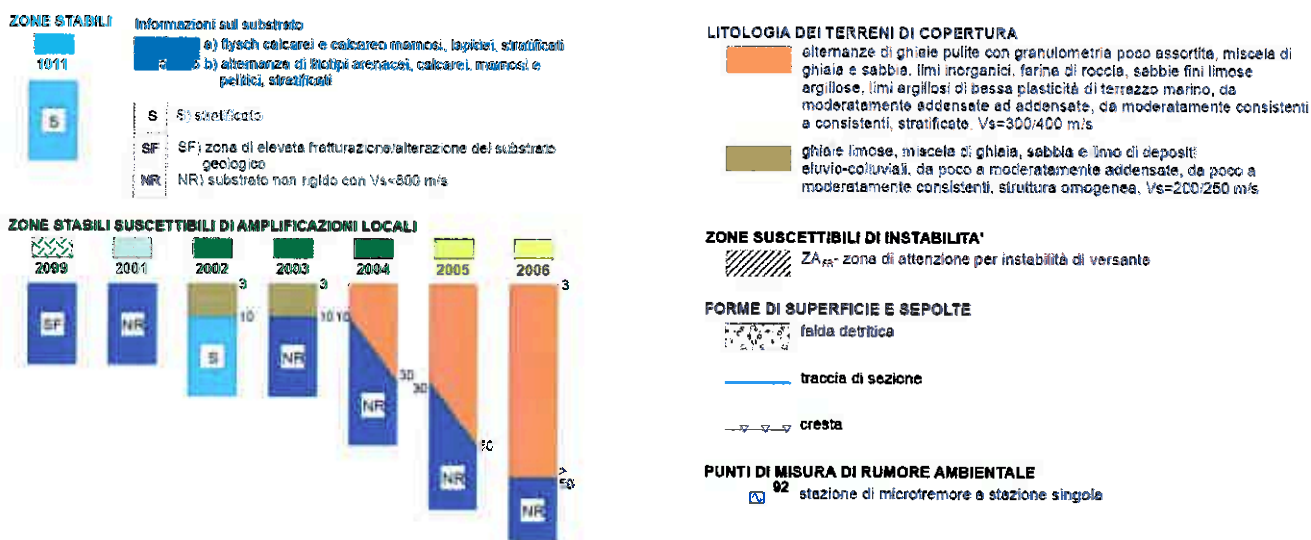 ZONE STABILI
1011
S
Informazioni sul substrato
a) flysch calcarei e calcareo marnosi, lapidei, stratificati
b) alternanze di litotipi arenacei, calcarei, marnosi e
pelitici, stratificati
S S) stratificato
SF SF) zona di elevata fratturazione/alterazione del substrato
geologico
NR NR) substrato non rigido con Vs<800 m/s
ZONE STABILI SUSCETTIBILI DI AMPLIFICAZIONI LOCALI
2099 2001 2002 2003 2004 2005 2006
3 3 3
10 10 10
SF NR S NR
30 30
NR
50
NR
>
50
NR
LITOLOGIA DEI TERRENI DI COPERTURA
alternanze di ghiaie pulite con granulometria poco assortita, miscela di
ghiaia e sabbia, limi inorganici, farina di roccia, sabbie fini limose
argillose, limi argillosi di bassa plasticità di terrazzo marino, da
moderatamente addensate ad addensate, da moderatamente consistenti
a consistenti, stratificate. Vs=300/400 m/s
ghiaie limose, miscela di ghiaia, sabbia e limo di depositi
eluvio-colluviali, da poco a moderatamente addensate, da poco a
moderatamente consistenti, struttura omogenea, Vs=200/250 m/s
ZONE SUSCETTIBILI DI INSTABILITA'
zona di attenzione per instabilità di versante
FORME DI SUPERFICIE E SEPOLTE
falda detritica
traccia di sezione
cresta
PUNTI DI MISURA DI RUMORE AMBIENTALE
92 stazione di microtremore a stazione singola